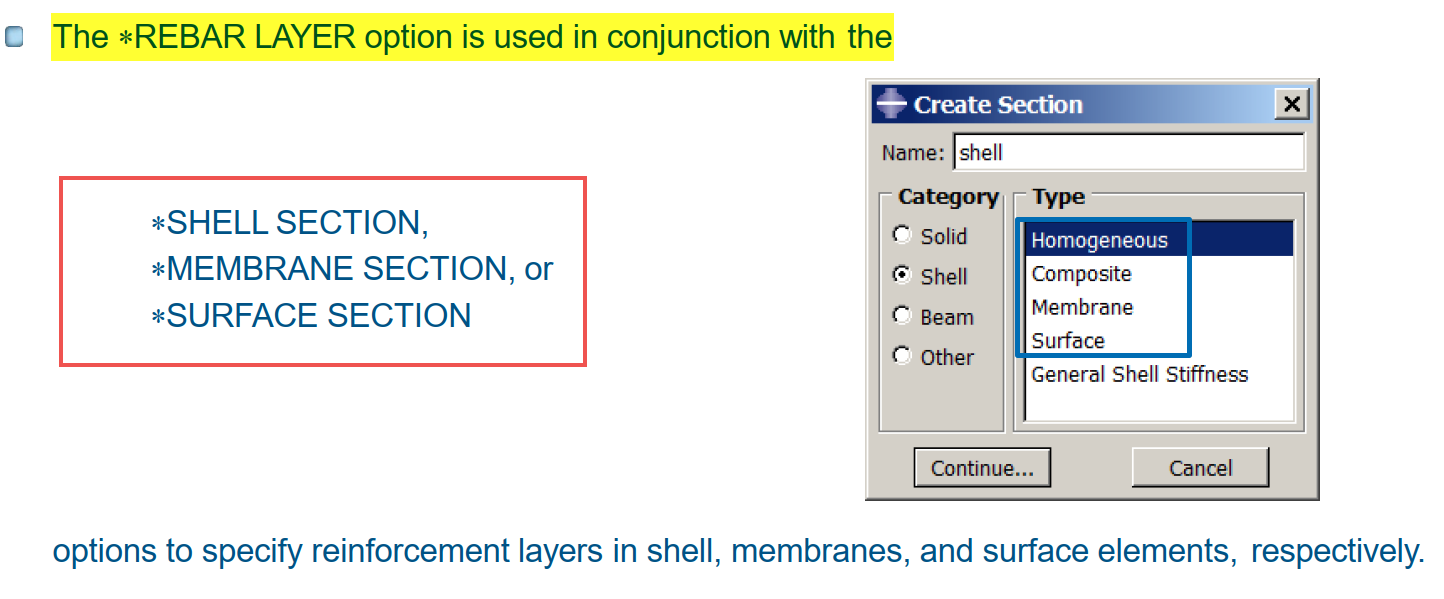 The ∗REBAR LAYER option is used in conjunction with the
∗SHELL SECTION,
∗MEMBRANE SECTION, or
∗SURFACE SECTION
Create Section
Name: shell
Category
Solid
Shell
Beam
Other
Type
Homogeneous
Composite
Membrane
Surface
General Shell Stiffness
Continue...
Cancel
options to specify reinforcement layers in shell, membranes, and surface elements, respectively.